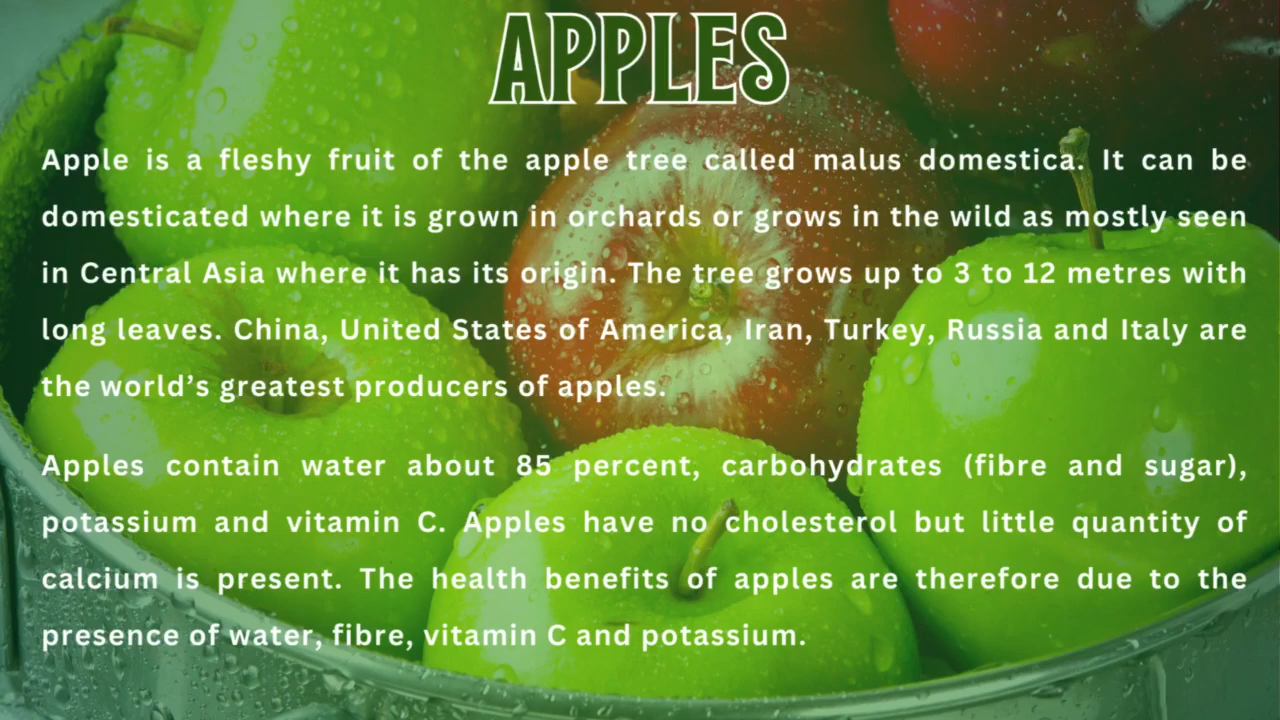 APPLES
Apple is a fleshy fruit of the apple tree called malus domestica. It can be
domesticated where it is grown in orchards or grows in the wild as mostly seen
in Central Asia where it has its origin. The tree grows up to 3 to 12 metres with
long leaves. China, United States of America, Iran, Turkey, Russia and Italy are
the world’s greatest producers of apples.
Apples contain water about 85 percent, carbohydrates (fibre and sugar),
potassium and vitamin C. Apples have no cholesterol but little quantity of
calcium is present. The health benefits of apples are therefore due to the
presence of water, fibre, vitamin C and potassium.